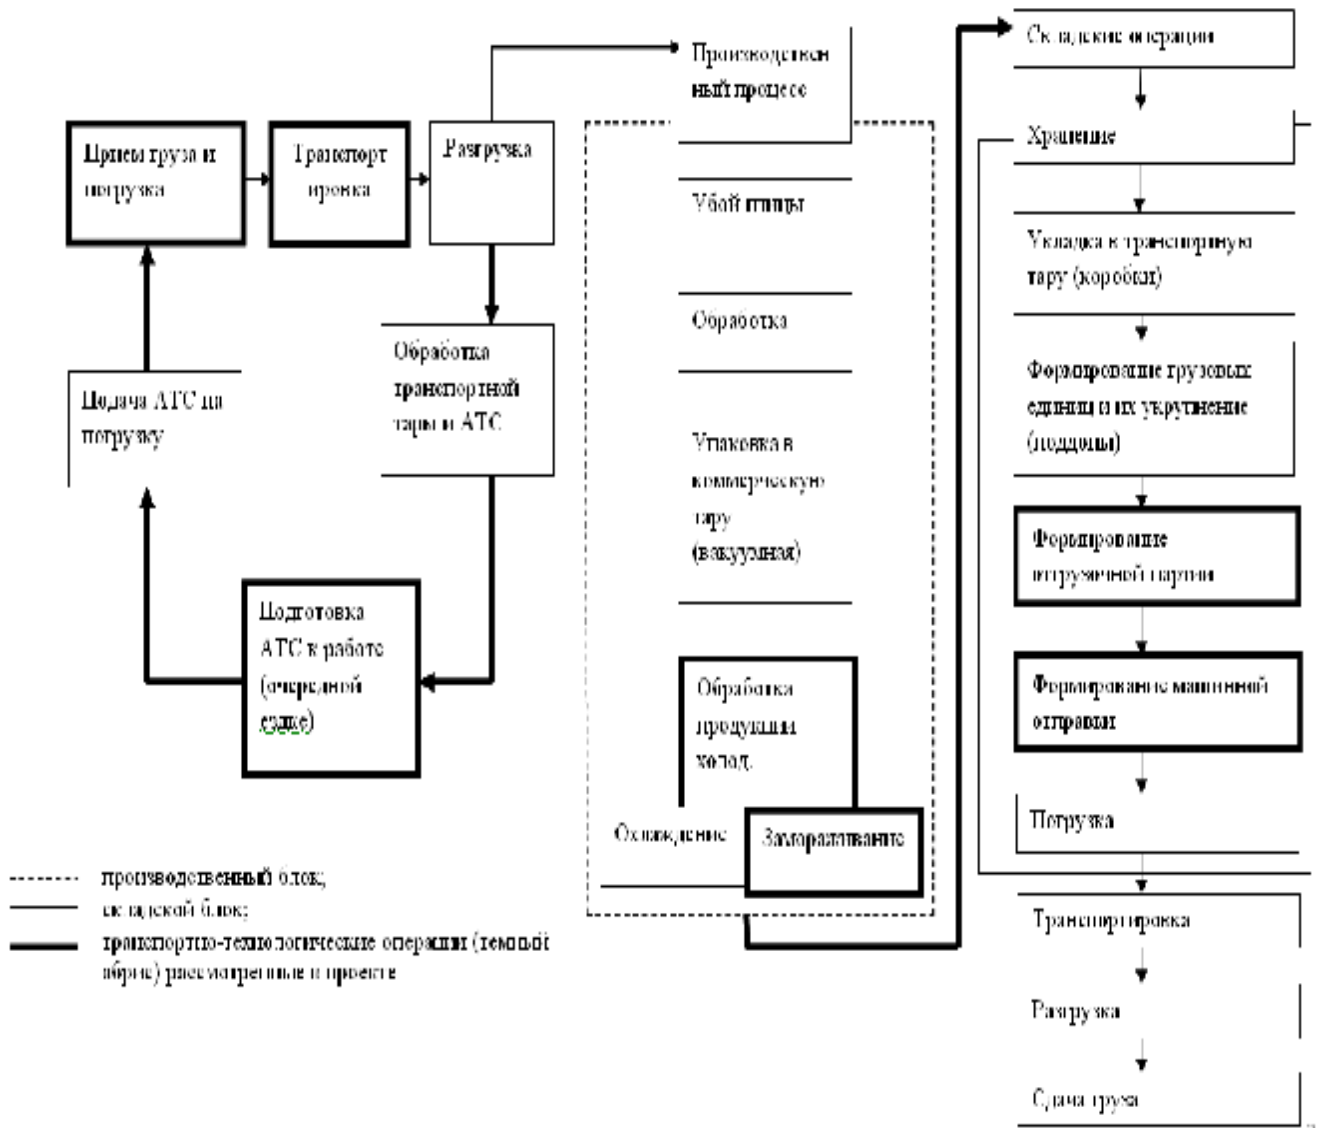 Прием груза и
погрузка
Транспорт
ировка
Разгрузка
Обработка
транспортной
тары и АТС
Подготовка
АТС к работе
(очередной
ездке)
Подача АТС на
погрузку
Производствен
ный процесс
Убой птицы
Обработка
Упаковка в
коммерческую
тару
(вакуумная)
Обработка
продукции
холод.
Охлаждение
Замораживание
Складские операции
Хранение
Укладка в транспортную
тару (коробки)
Формирование грузовых
единиц и их укрупнение
(поддоны)
Формирование
отгрузочной партии
Формирование машинной
отправки
Погрузка
Транспортировка
Разгрузка
Сдача груза
производственный блок;
складской блок;
транспортно-технологические операции (темный
абрис) рассмотренные в проекте